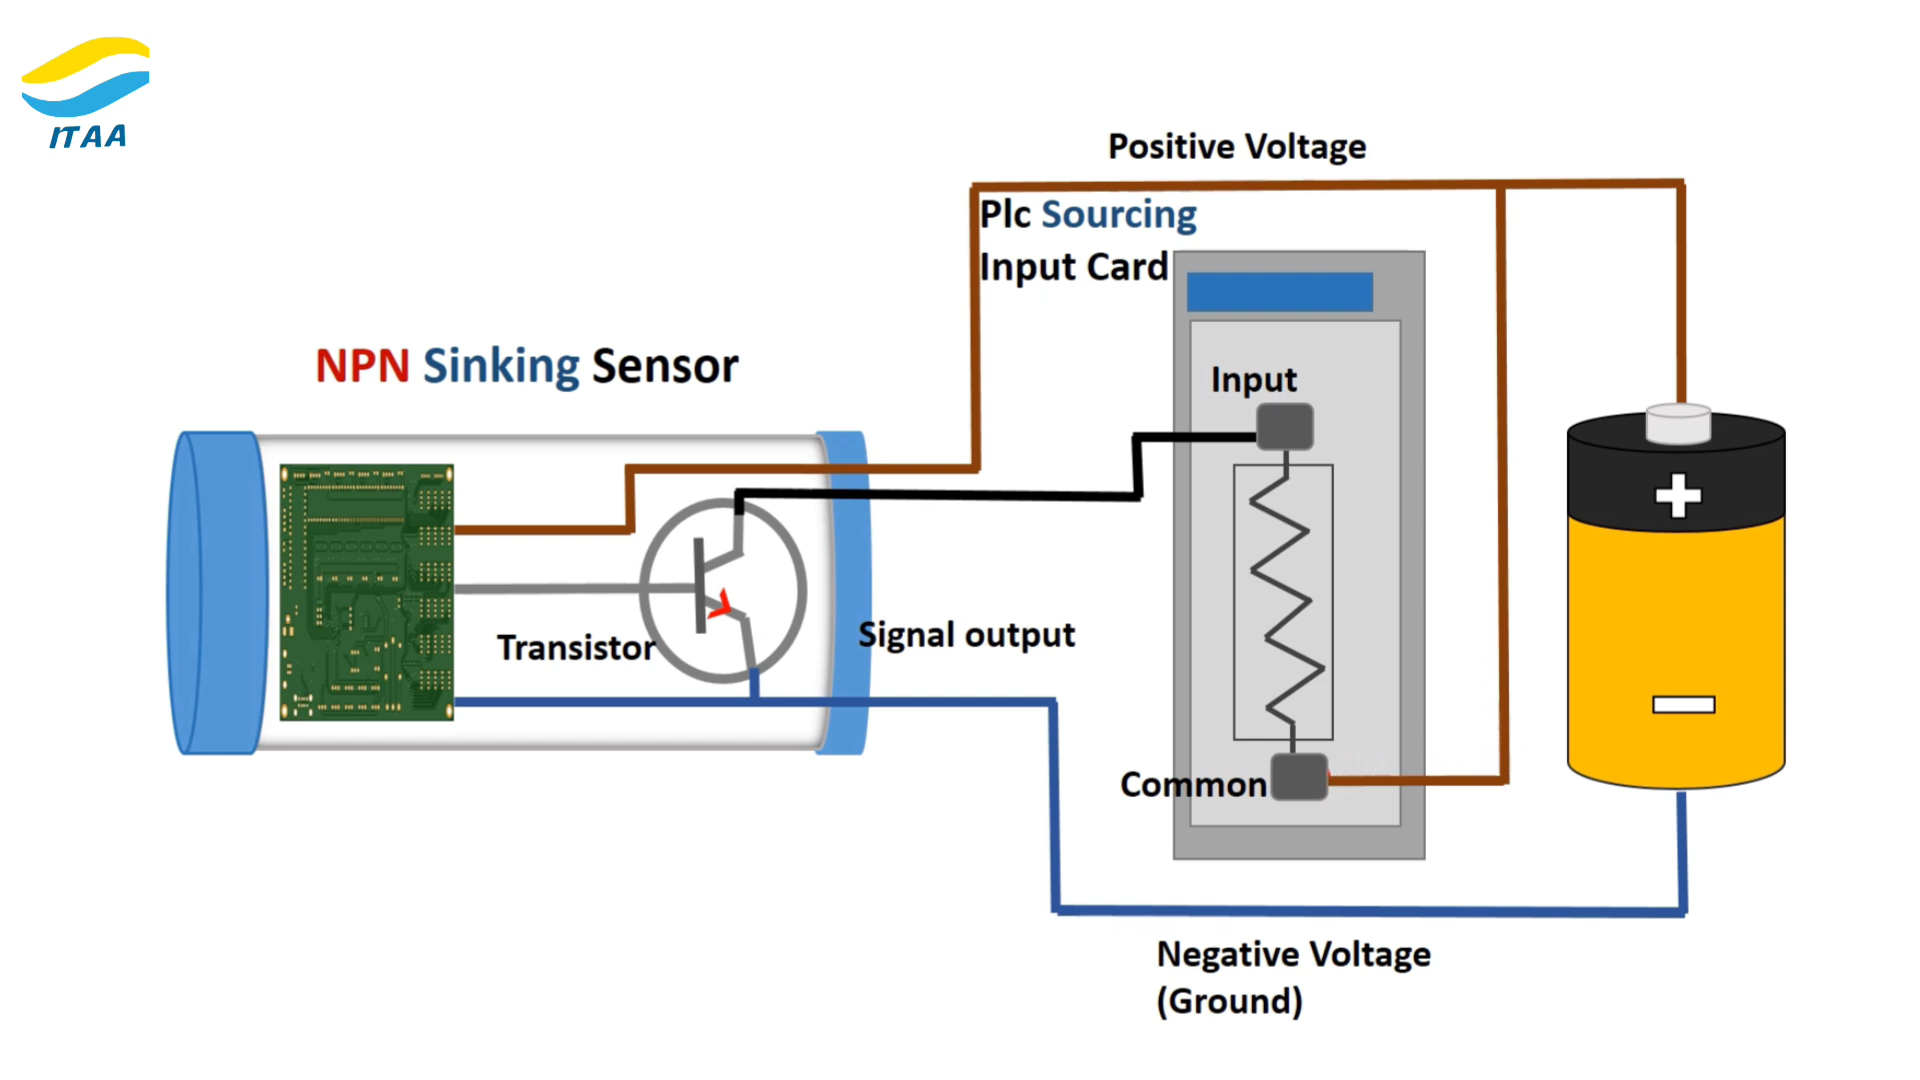 ITAA
Positive Voltage
Plc Sourcing
Input Card
NPN Sinking Sensor
Input
Transistor
Signal output
Common
Negative Voltage
(Ground)